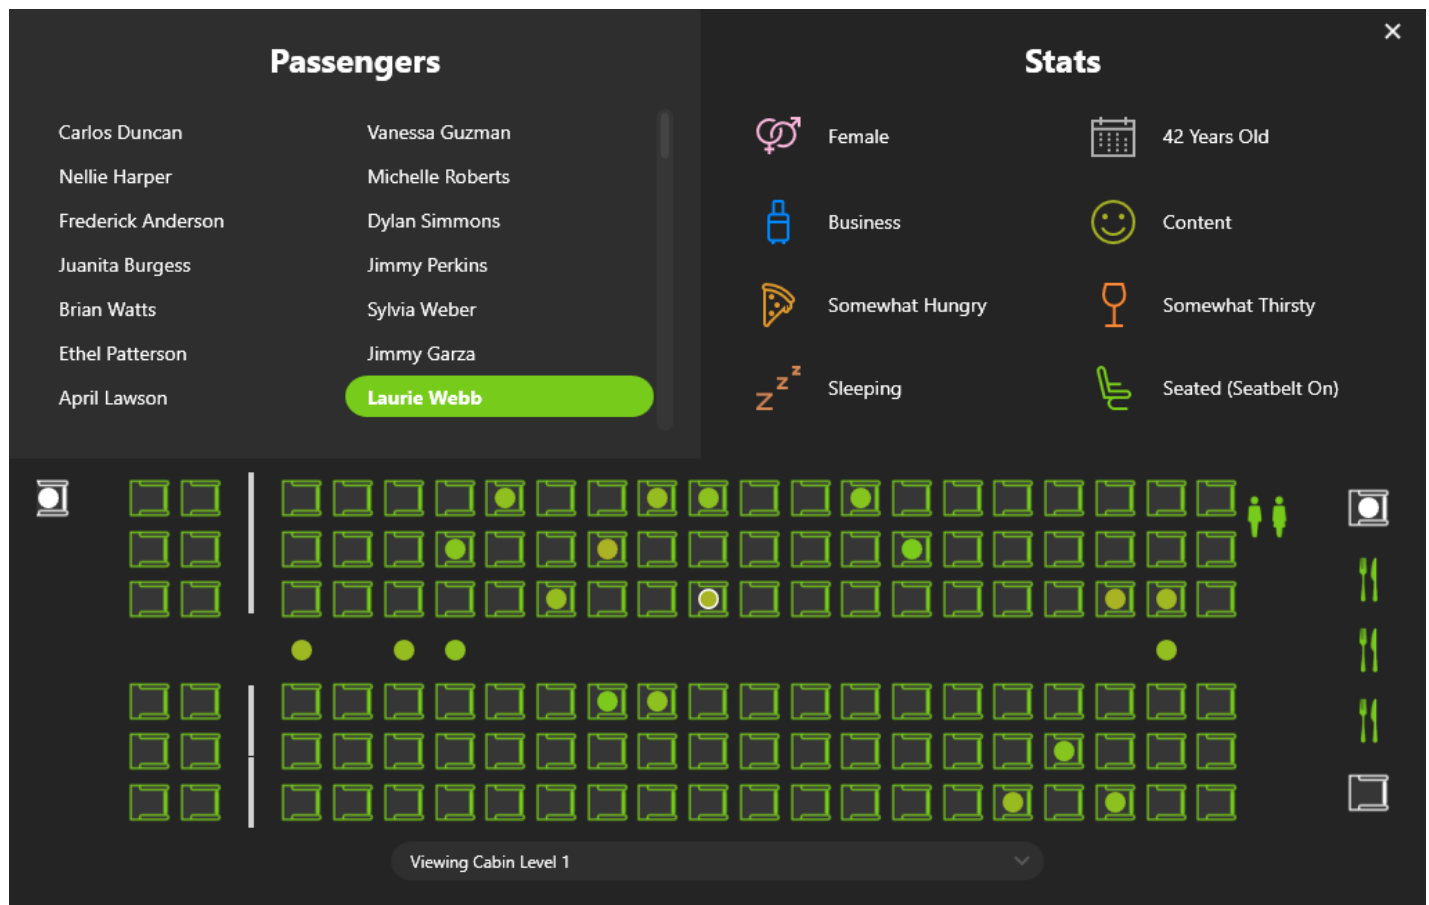 Passengers
Carlos Duncan
Vanessa Guzman
Nellie Harper
Michelle Roberts
Frederick Anderson
Dylan Simmons
Juanita Burgess
Jimmy Perkins
Brian Watts
Sylvia Weber
Ethel Patterson
Jimmy Garza
April Lawson
Laurie Webb
Stats
Female
42 Years Old
Business
Content
Somewhat Hungry
Somewhat Thirsty
Sleeping
Seated (Seatbelt On)
Viewing Cabin Level 1